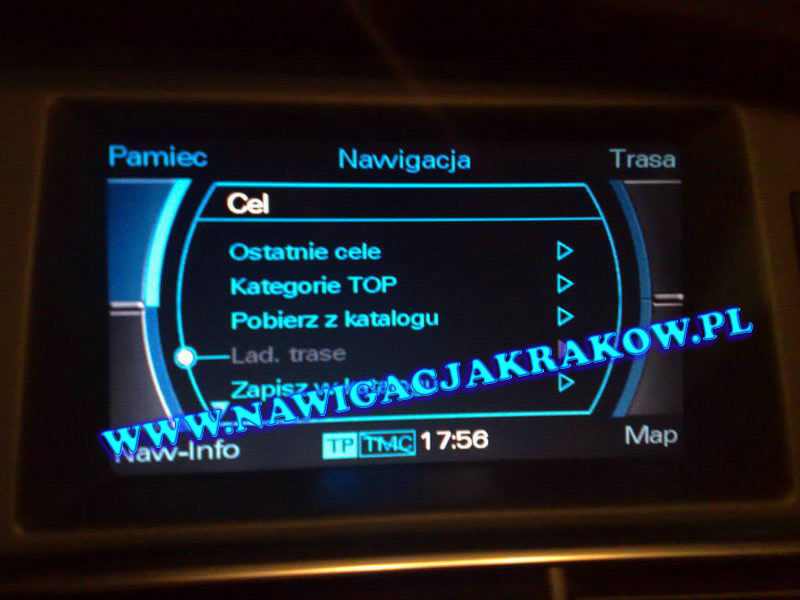 Pamiec Nawigacja Trasa
Cel
Ostatnie cele
Kategorie TOP
Pobierz z katalogu
Lad. trase
Zapisz w
WWW.NAWIGACJAKRAKOW.PL
Naw-Info TP TMC 17:56 Map